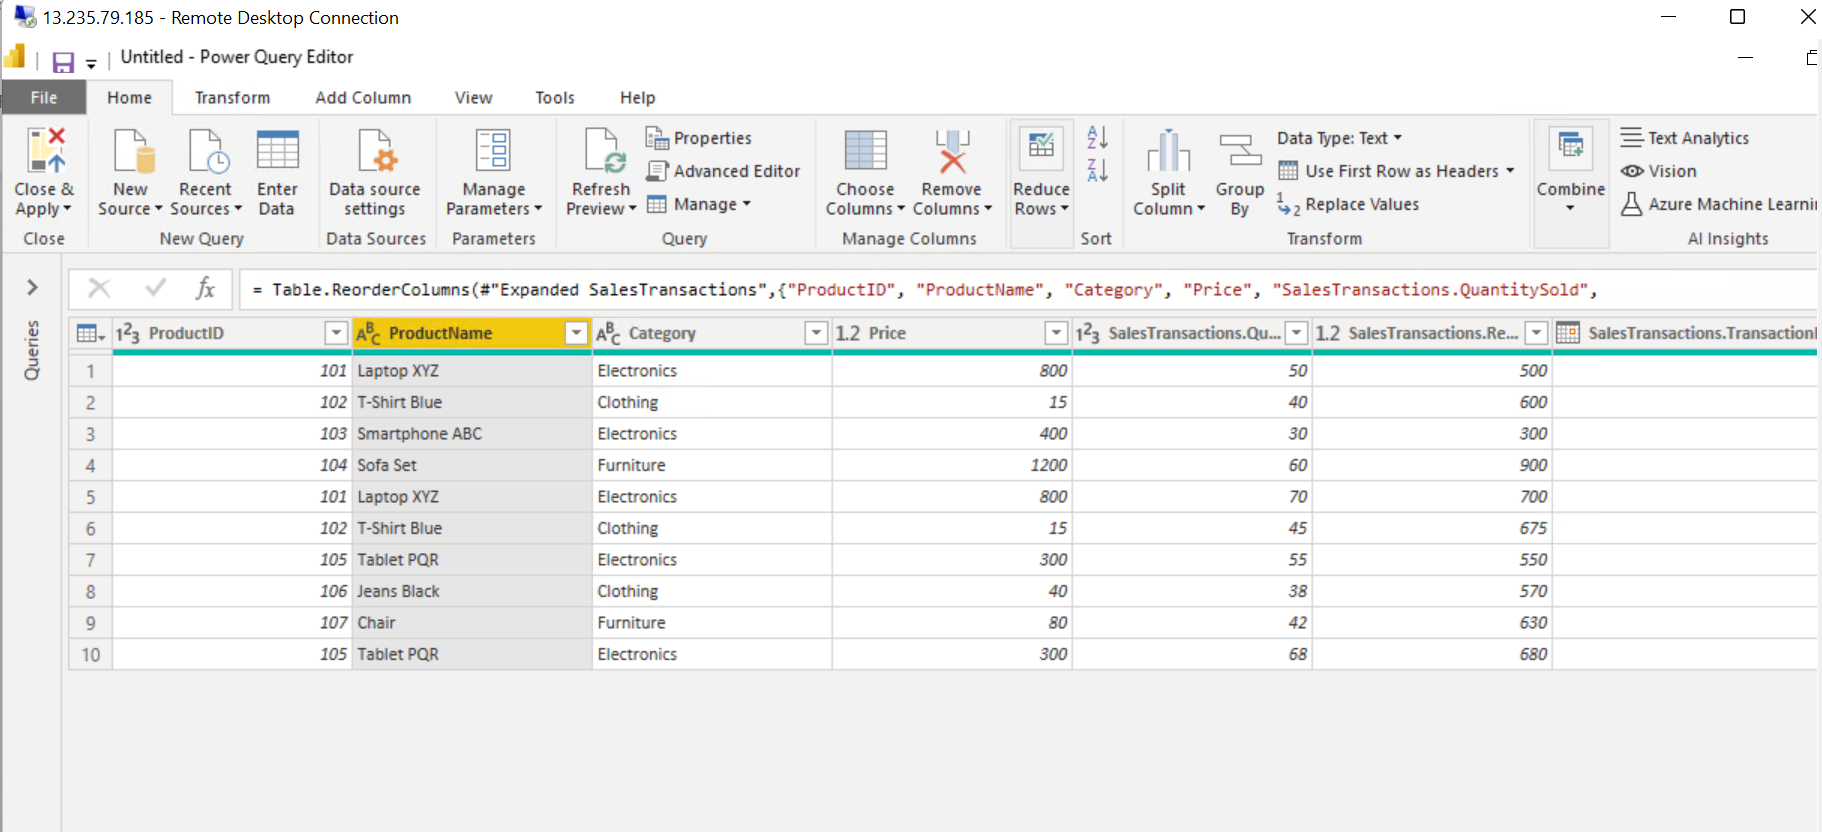 13.235.79.185 - Remote Desktop Connection
Untitled - Power Query Editor
File Home Transform Add Column View Tools Help
Close & Apply
Close
New Source
Recent Sources
Enter Data
New Query
Data source settings
Data Sources
Manage Parameters
Parameters
Refresh Preview
Properties
Advanced Editor
Manage
Query
Choose Columns
Remove Columns
Manage Columns
Reduce Rows
Sort
Split Column
Group By
Data Type: Text
Use First Row as Headers
Replace Values
Transform
Combine
Text Analytics
Vision
Azure Machine Learni
AI Insights
Queries
fx = Table.ReorderColumns(#"Expanded SalesTransactions",{"ProductID", "ProductName", "Category", "Price", "SalesTransactions.QuantitySold",
123 ProductID ABC ProductName ABC Category 1.2 Price 123 SalesTransactions.Qu... 1.2 SalesTransactions.Re... SalesTransactions.Transaction
1 101 Laptop XYZ Electronics 800 50 500
2 102 T-Shirt Blue Clothing 15 40 600
3 103 Smartphone ABC Electronics 400 30 300
4 104 Sofa Set Furniture 1200 60 900
5 101 Laptop XYZ Electronics 800 70 700
6 102 T-Shirt Blue Clothing 15 45 675
7 105 Tablet PQR Electronics 300 55 550
8 106 Jeans Black Clothing 40 38 570
9 107 Chair Furniture 80 42 630
10 105 Tablet PQR Electronics 300 68 680